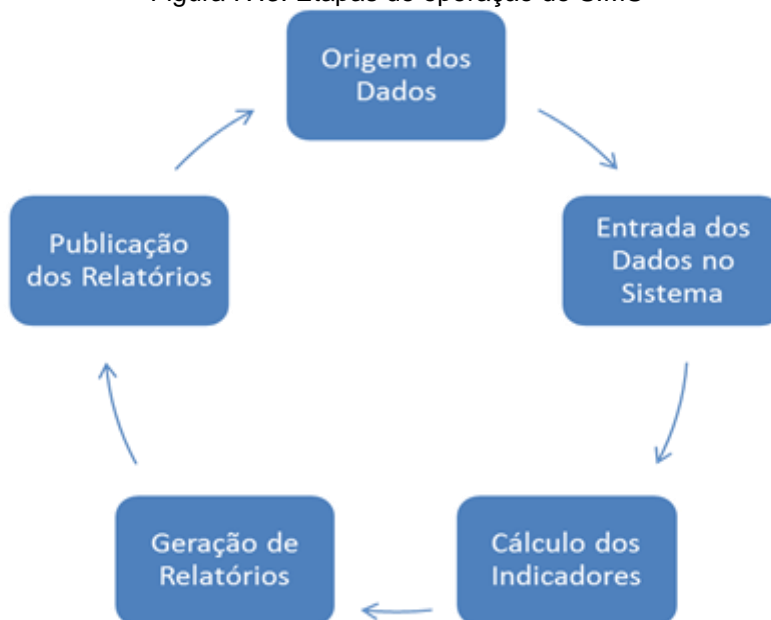 Origem dos
Dados
Entrada dos
Dados no
Sistema
Cálculo dos
Indicadores
Geração de
Relatórios
Publicação
dos Relatórios